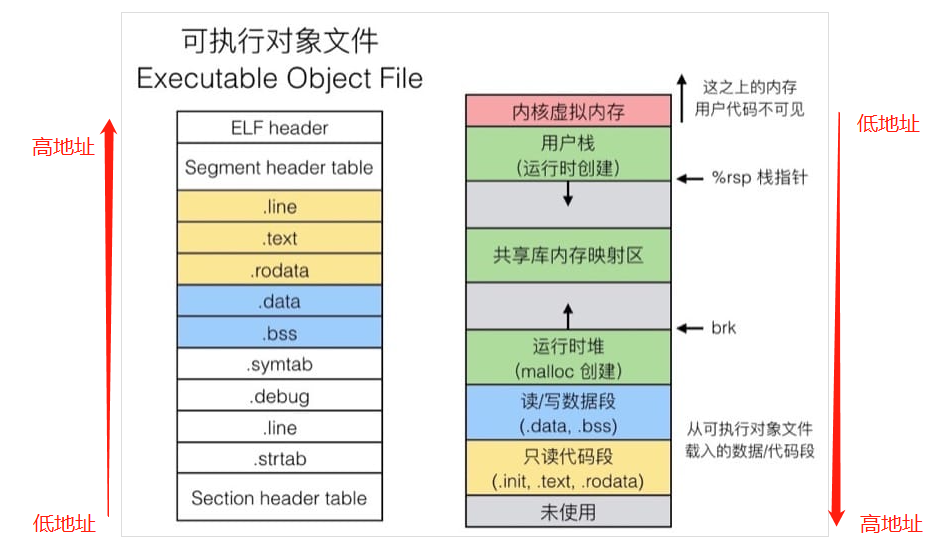 可执行对象文件
Executable Object File
高地址
低地址
ELF header
Segment header table
.line
.text
.rodata
.data
.bss
.symtab
.debug
.line
.strtab
Section header table
内核虚拟内存
用户栈
(运行时创建)
共享库内存映射区
运行时堆
(malloc 创建)
读/写数据段
(.data, .bss)
只读代码段
(.init, .text, .rodata)
未使用
这之上的内存
用户代码不可见
%rsp 栈指针
brk
从可执行对象文件
载入的数据/代码段
低地址
高地址